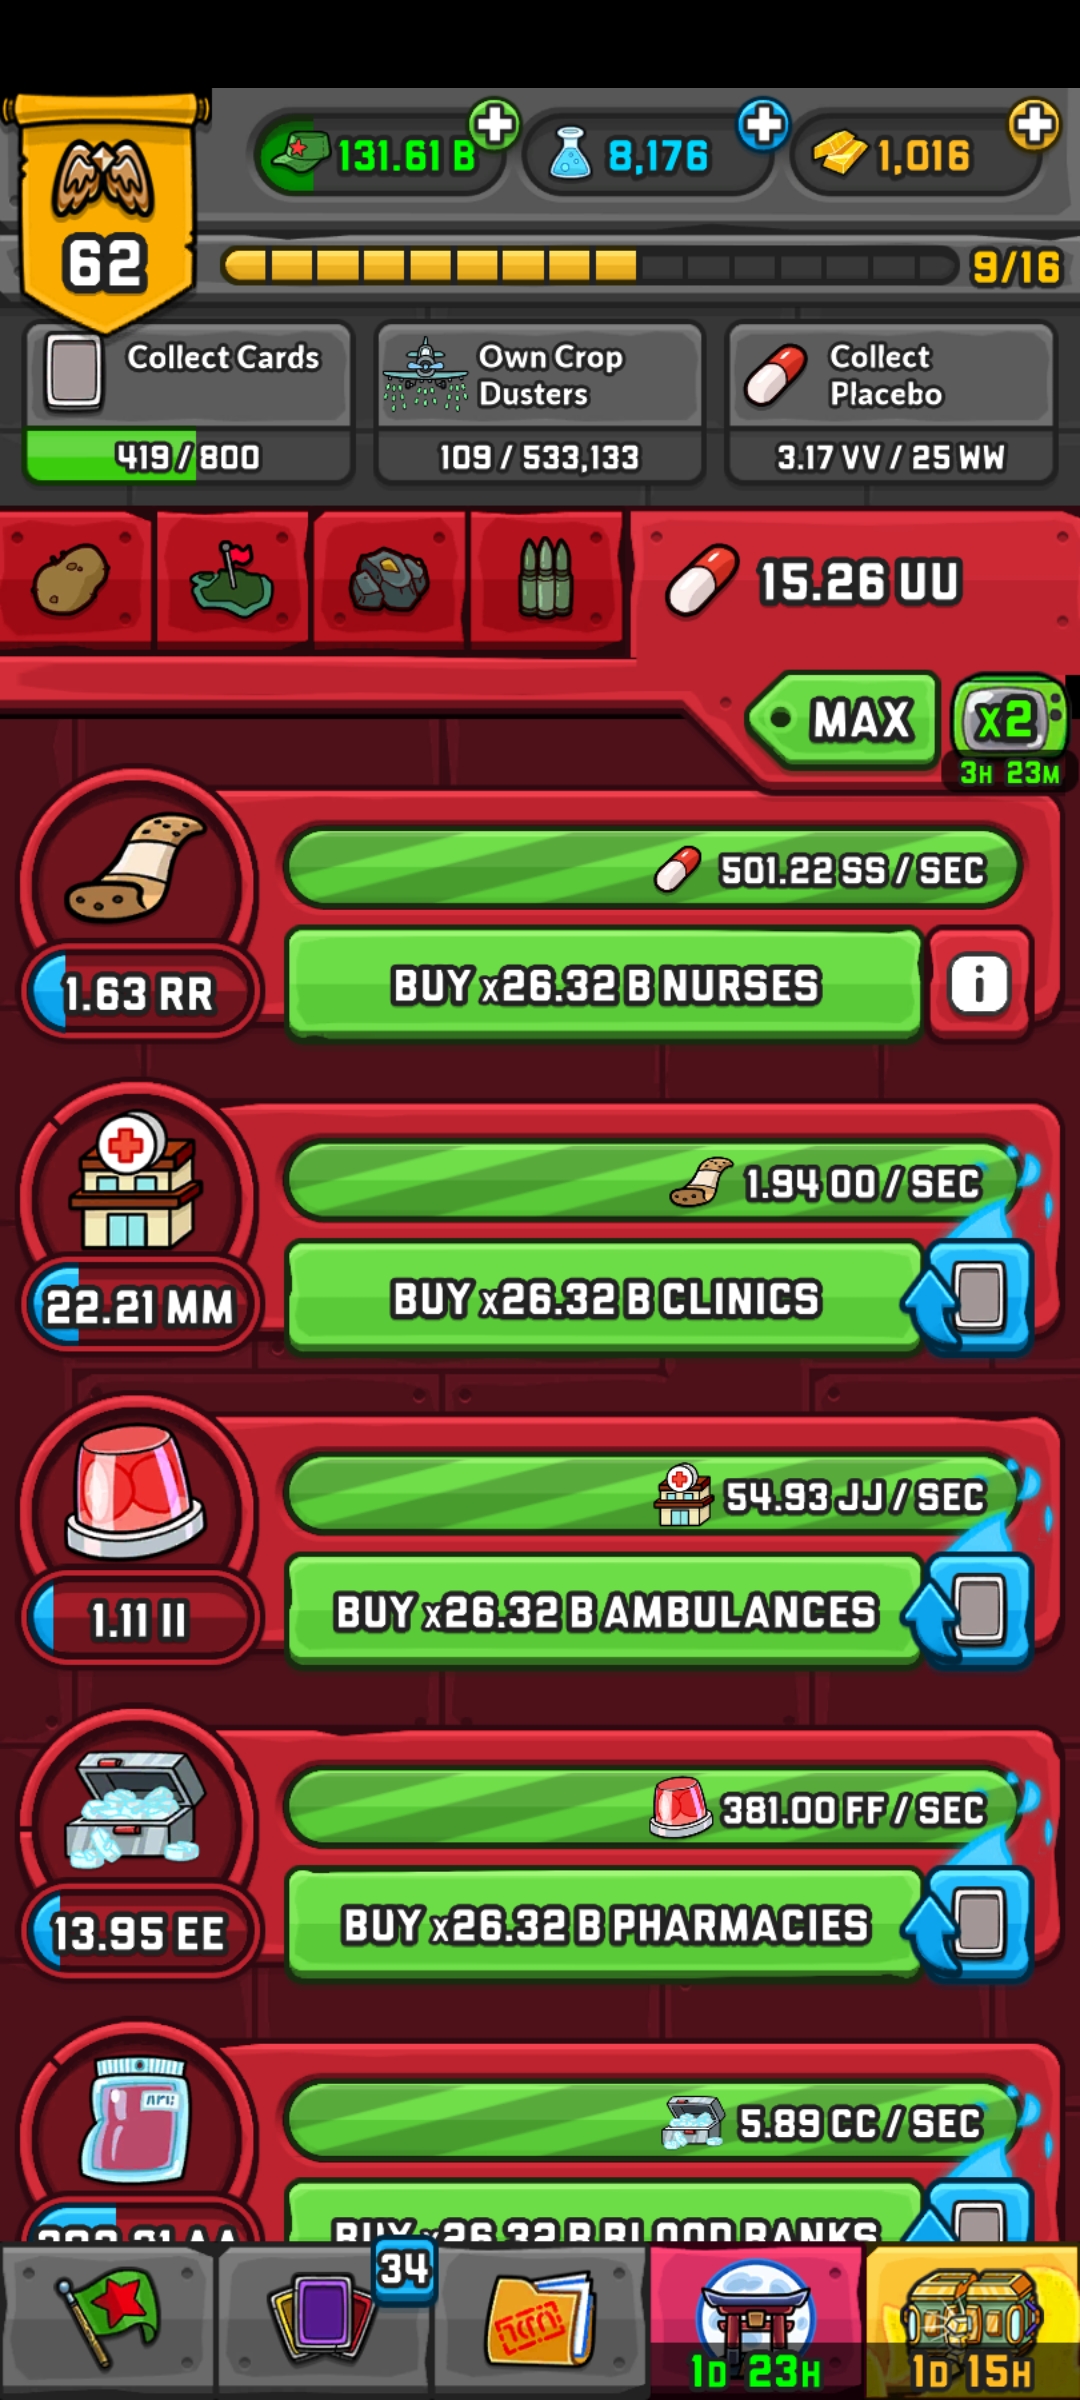 131.61 B
8,176
1,016
62
9/16
Collect Cards
419 / 800
Own Crop
Dusters
109 / 533,133
Collect
Placebo
3.17 VV / 25 WW
15.26 UU
MAX
x2
3H 23M
501.22 SS / SEC
1.63 RR
BUY x26.32 B NURSES
i
1.94 OO / SEC
22.21 MM
BUY x26.32 B CLINICS
54.93 JJ / SEC
1.11 II
BUY x26.32 B AMBULANCES
381.00 FF / SEC
13.95 EE
BUY x26.32 B PHARMACIES
5.89 CC / SEC
BUY x26.32 B BLOOD BANKS
34
1D 23H
1D 15H